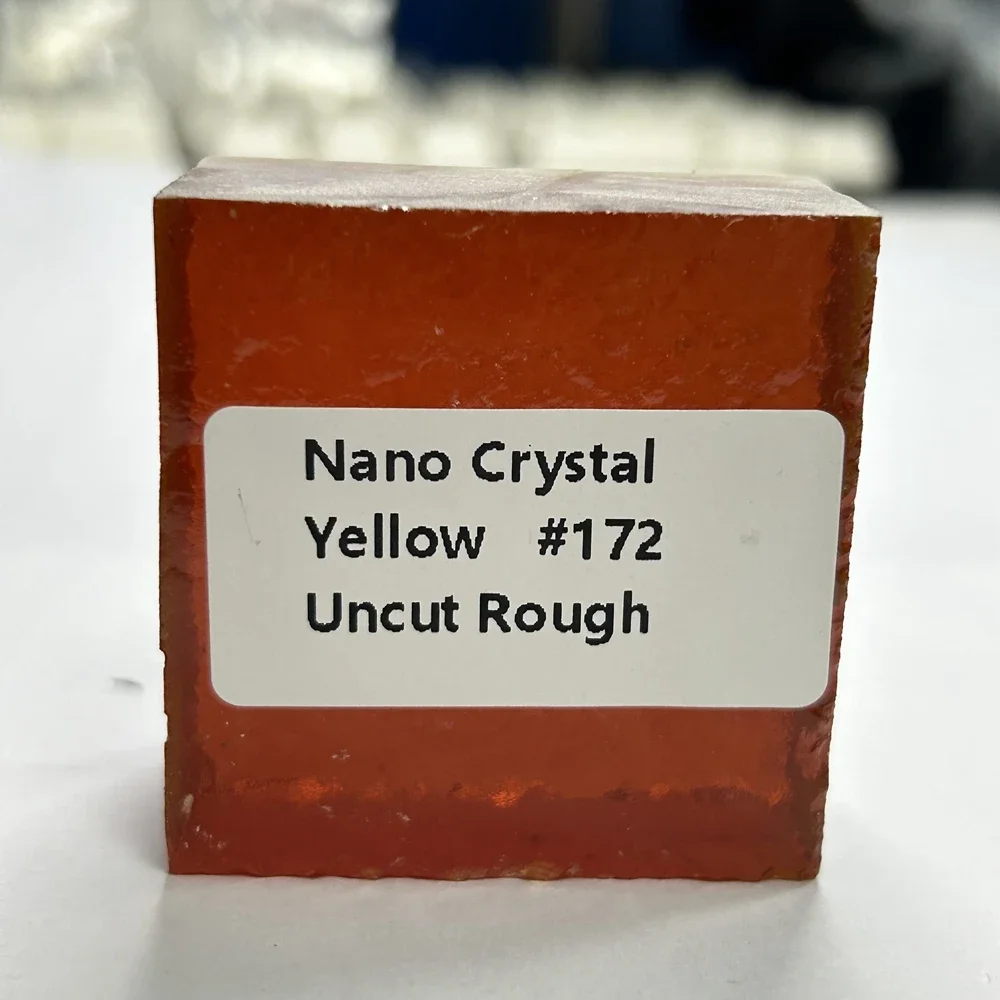 Nano Crystal
Yellow #172
Uncut Rough